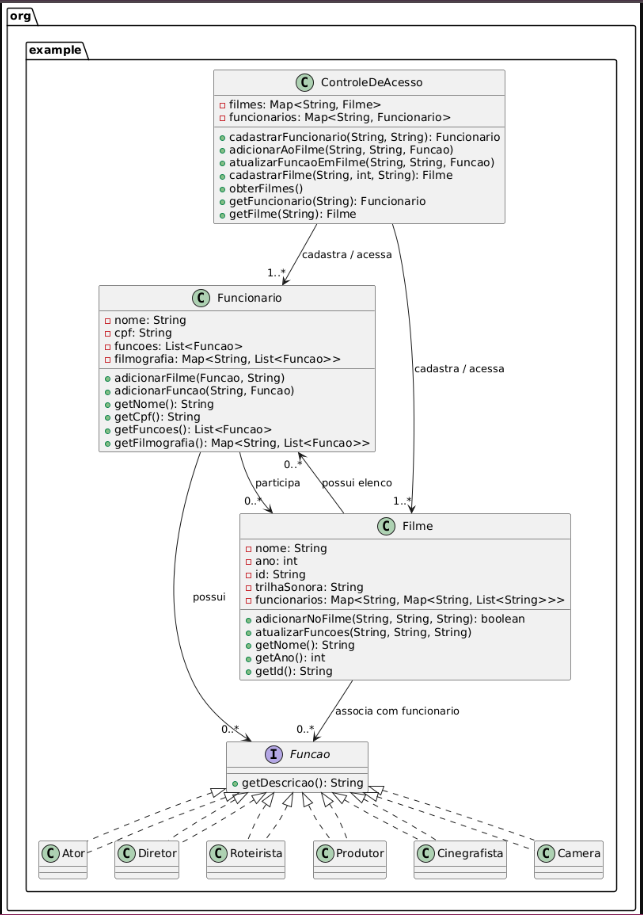 org
example
C ControleDeAcesso
filmes: Map<String, Filme>
funcionarios: Map<String, Funcionario>
cadastrarFuncionario(String, String): Funcionario
adicionarAoFilme(String, String, Funcao)
atualizarFuncaoEmFilme(String, String, Funcao)
cadastrarFilme(String, int, String): Filme
obterFilmes()
getFuncionario(String): Funcionario
getFilme(String): Filme
cadastra / acessa
1..*
C Funcionario
nome: String
cpf: String
funcoes: List<Funcao>
filmografia: Map<String, List<Funcao>>
adicionarFilme(Funcao, String)
adicionarFuncao(String, Funcao)
getNome(): String
getCpf(): String
getFuncoes(): List<Funcao>
getFilmografia(): Map<String, List<Funcao>>
cadastra / acessa
0..*
participa
possui elenco
0..*
1..*
C Filme
nome: String
ano: int
id: String
trilhaSonora: String
funcionarios: Map<String, Map<String, List<String>>>
adicionarNoFilme(String, String, String): boolean
atualizarFuncoes(String, String, String)
getNome(): String
getAno(): int
getId(): String
possui
associa com funcionario
0..*
0..*
I Funcao
getDescricao(): String
C Ator
C Diretor
C Roteirista
C Produtor
C Cinegrafista
C Camera